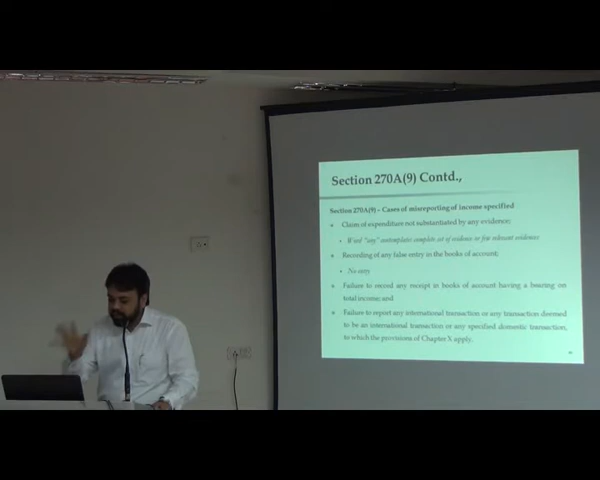 Section 270A(9) Contd.,
Section 270A(9) – Cases of misreporting of income specified
Claim of expenditure not substantiated by any evidence;
Word "any" contemplates complete set of evidence or few relevant evidences
Recording of any false entry in the books of account;
No entry
Failure to record any receipt in books of account having a bearing on
total income; and
Failure to report any international transaction or any transaction deemed
to be an international transaction or any specified domestic transaction,
to which the provisions of Chapter X apply.